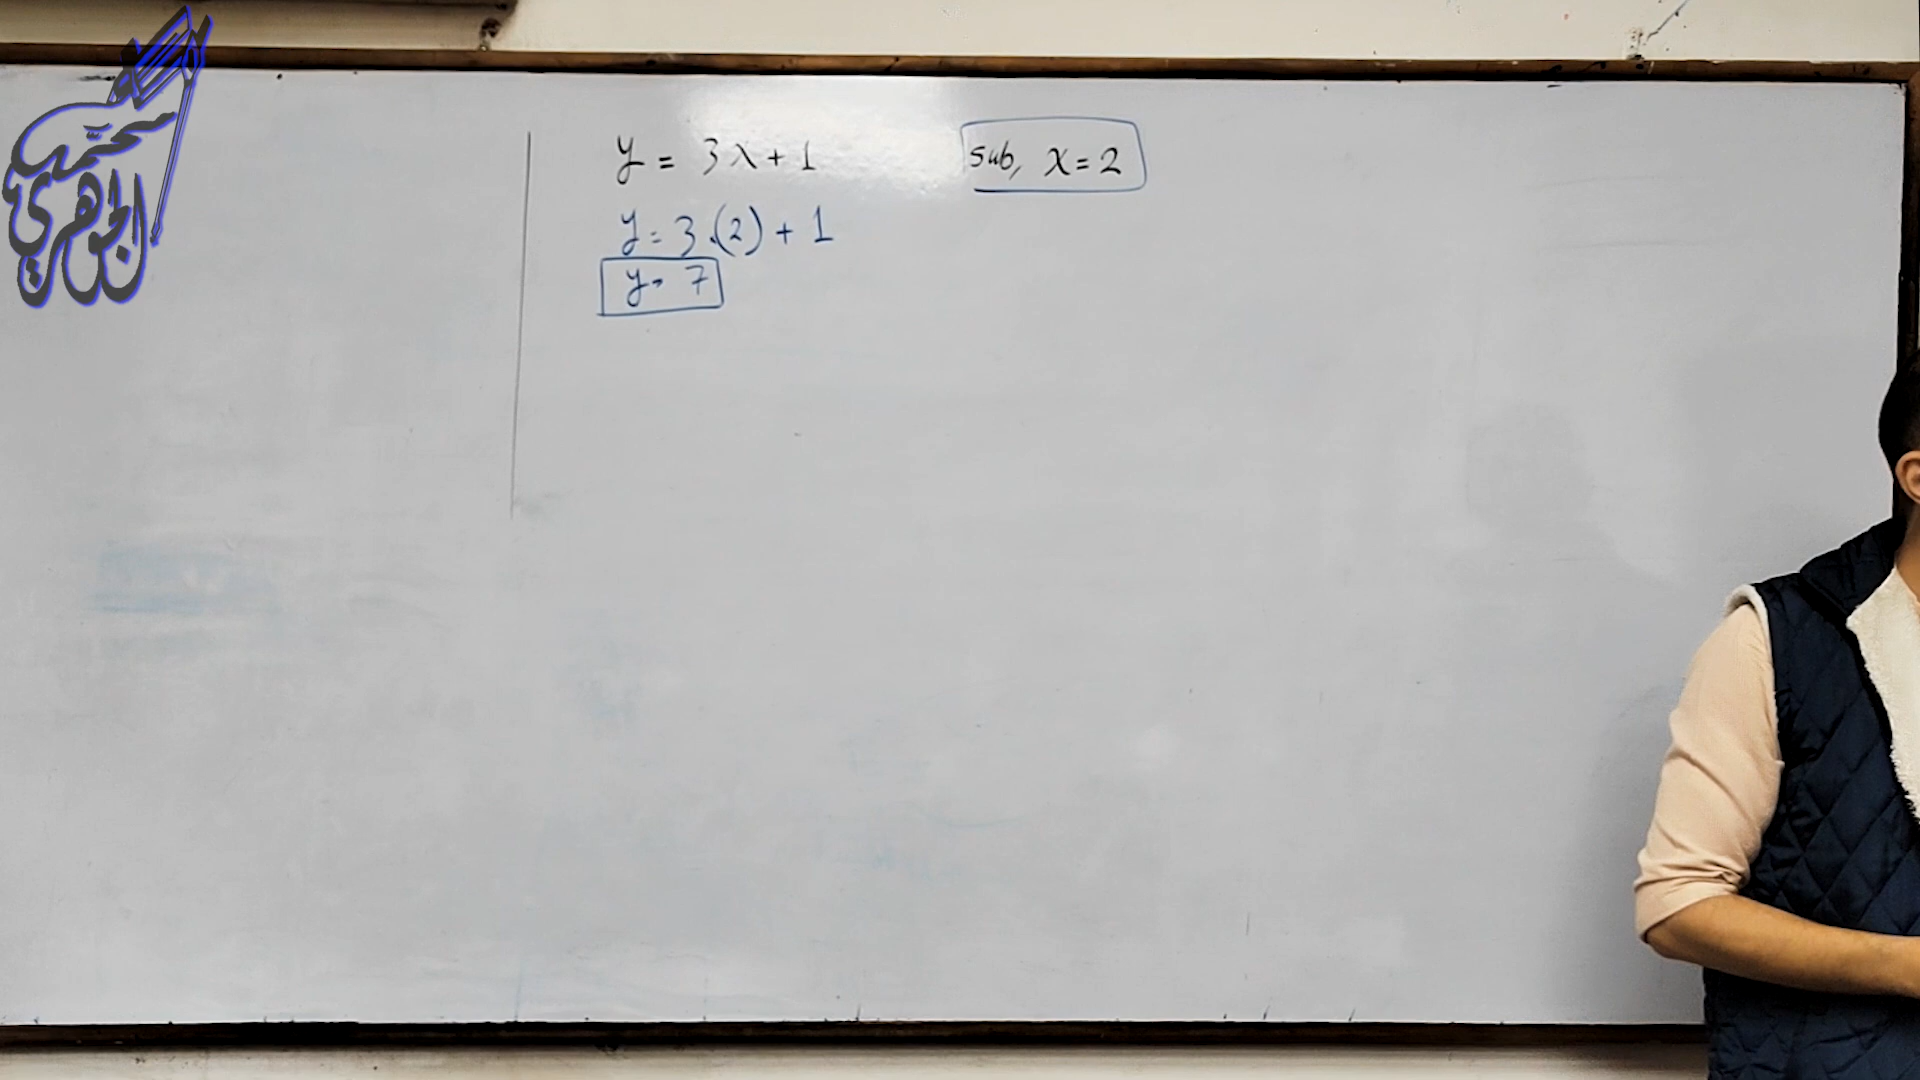 محمد
الجوهري
y = 3x + 1 sub, x = 2
y = 3.(2) + 1
y = 7